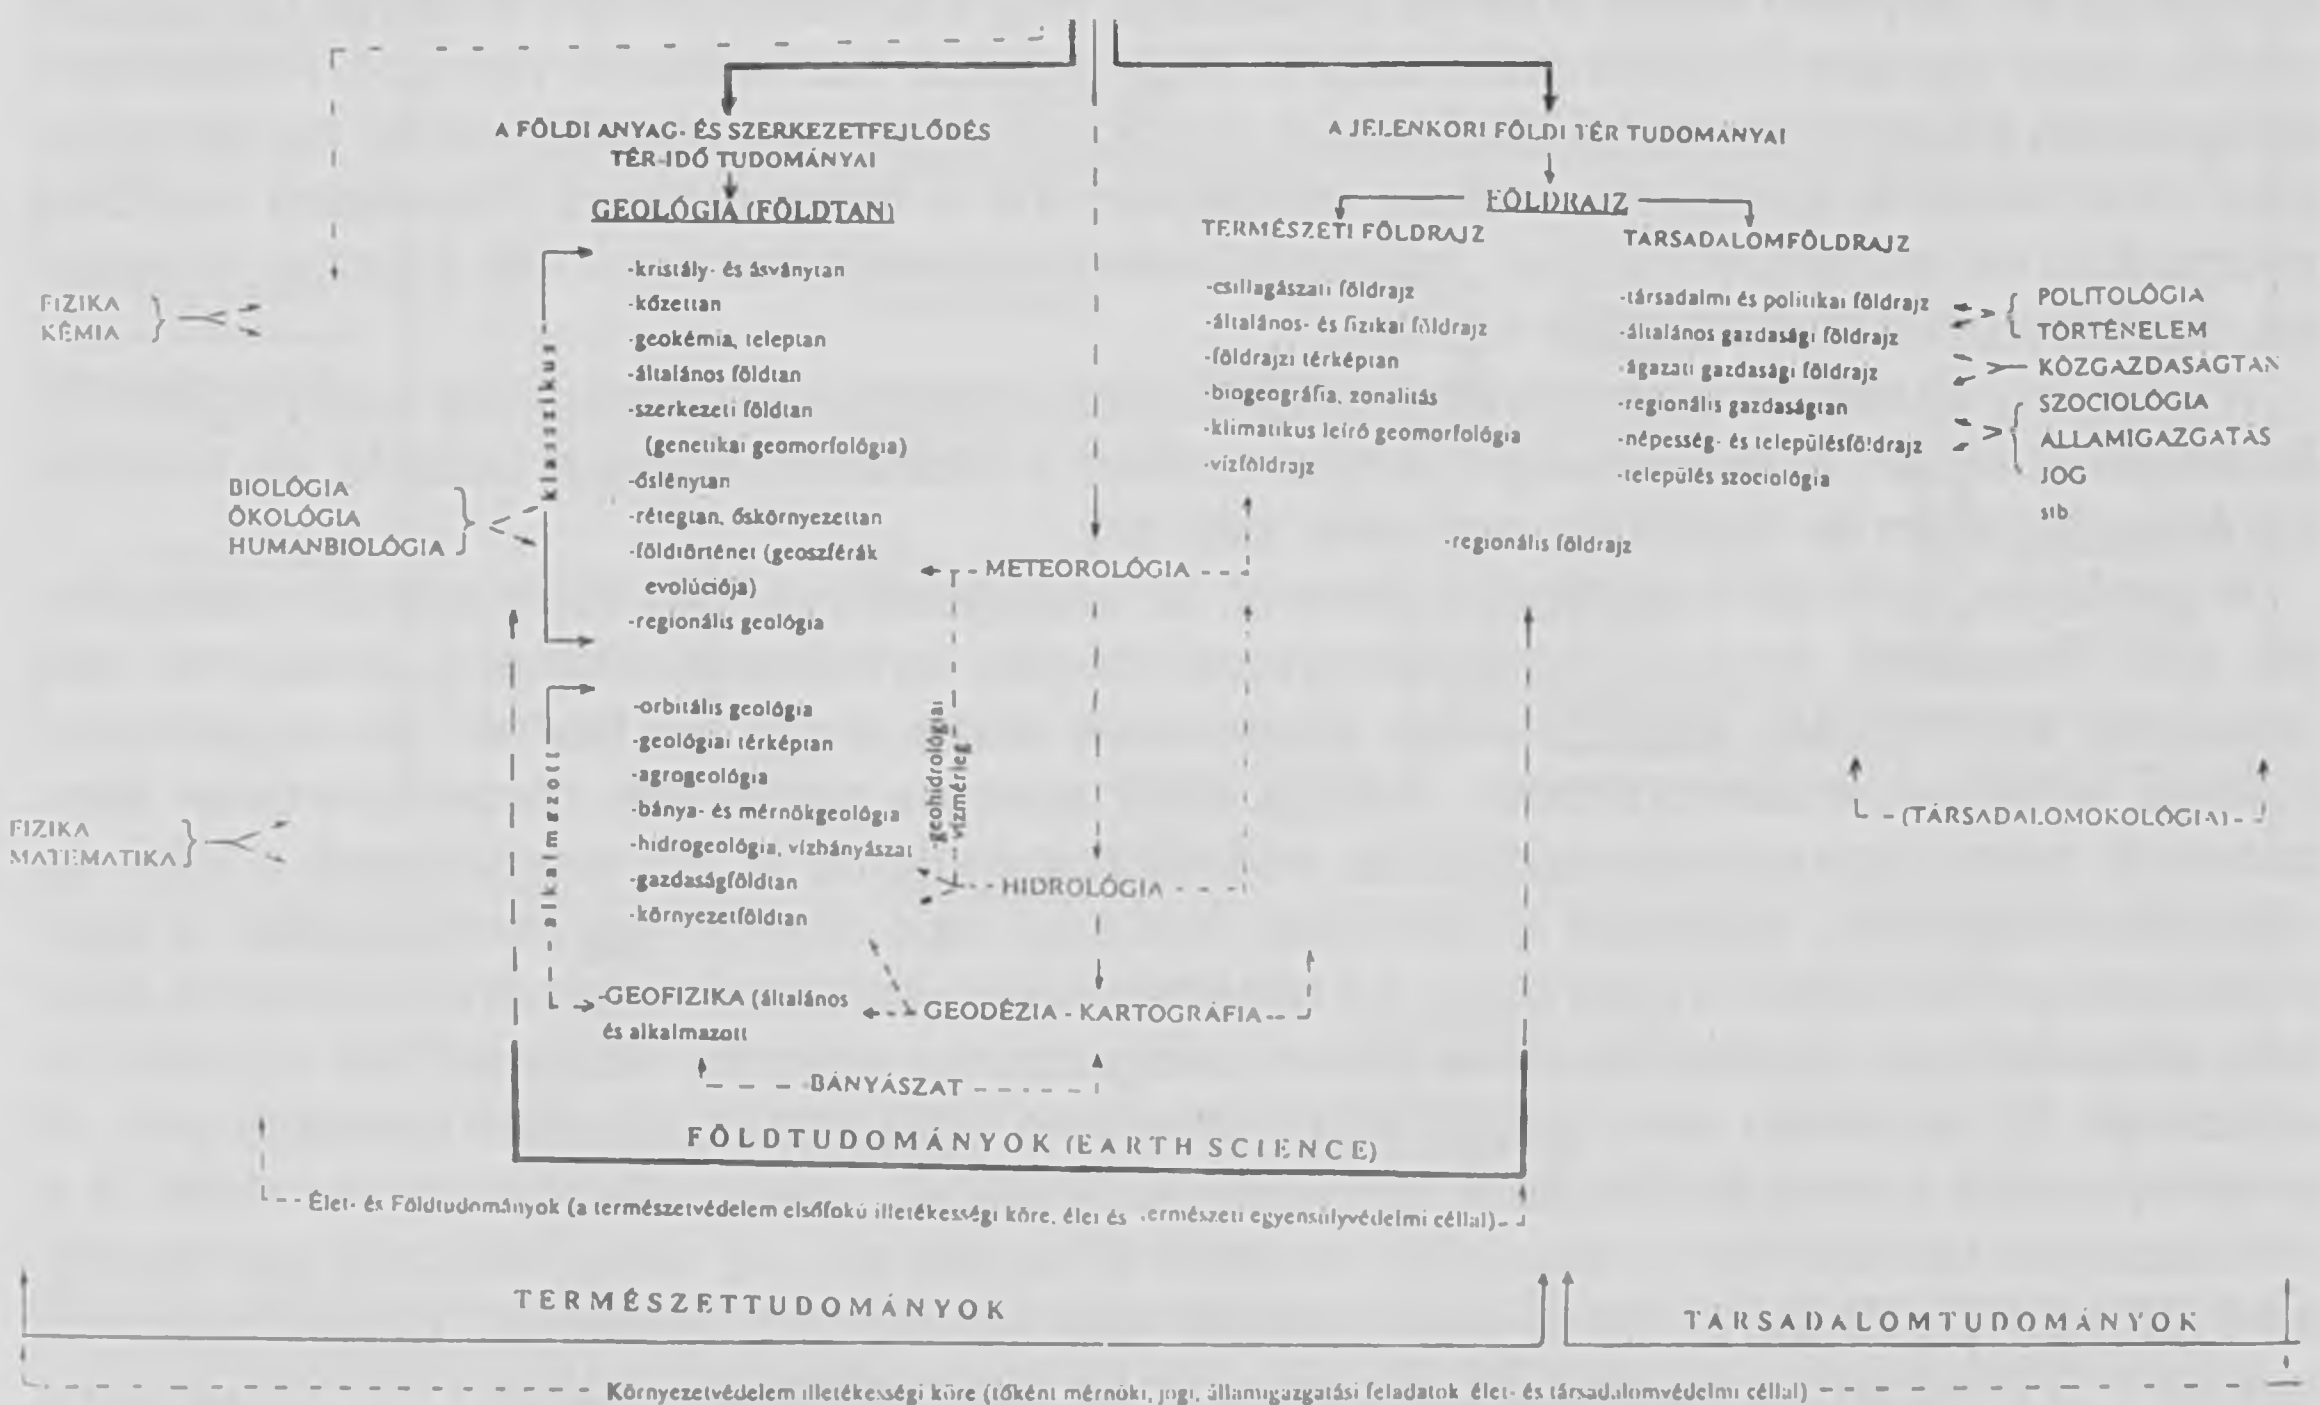 A FÖLDI ANYAG- ÉS SZERKEZETFEJLŐDÉS
TÉR-IDŐ TUDOMÁNYAI
GEOLÓGIA (FÖLDTAN)
klasszikus
-kristály- és ásványtan
-kőzettan
-geokémia, teleptan
-általános földtan
-szerkezeti földtan
(genetikai geomorfológia)
-őslénytan
-rétegtan, őskörnyezettan
-földtörténet (geoszférák
evolúciója)
-regionális geológia
alkalmazott
-orbitális geológia
-geológiai térképtan
-agrogeológia
-bánya- és mérnökgeológia
-hidrogeológia, vízbányászat
-gazdaságföldtan
-környezetföldtan
-GEOFIZIKA (általános
és alkalmazott
FIZIKA
KÉMIA
BIOLÓGIA
ÖKOLÓGIA
HUMANBIOLÓGIA
FIZIKA
MATEMATIKA
METEOROLÓGIA
-geohidrológiai
vízmérleg
HIDROLÓGIA
GEODÉZIA - KARTOGRÁFIA
BÁNYÁSZAT
A JELENKORI FÖLDI TÉR TUDOMÁNYAI
FÖLDRAJZ
TERMÉSZETI FÖLDRAJZ
-csillagászati földrajz
-általános- és fizikai földrajz
-földrajzi térképtan
-biogeográfia, zonalitás
-klimatikus leíró geomorfológia
-vízföldrajz
TÁRSADALOMFÖLDRAJZ
-társadalmi és politikai földrajz
-általános gazdasági földrajz
-ágazati gazdasági földrajz
-regionális gazdaságtan
-népesség- és településföldrajz
-település szociológia
-regionális földrajz
POLITOLÓGIA
TÖRTÉNELEM
KÖZGAZDASÁGTAN
SZOCIOLÓGIA
ÁLLAMIGAZGATÁS
JOG
stb
(TÁRSADALOMÖKOLÓGIA)
FÖLDTUDOMÁNYOK (EARTH SCIENCE)
Élet- és Földtudományok (a természetvédelem elsőfokú illetékességi köre, élet és természeti egyensúlyvédelmi céllal)
TERMÉSZETTUDOMÁNYOK
TÁRSADALOMTUDOMÁNYOK
Környezetvédelem illetékességi köre (főként mérnöki, jogi, államigazgatási feladatok élet- és társadalomvédelmi céllal)